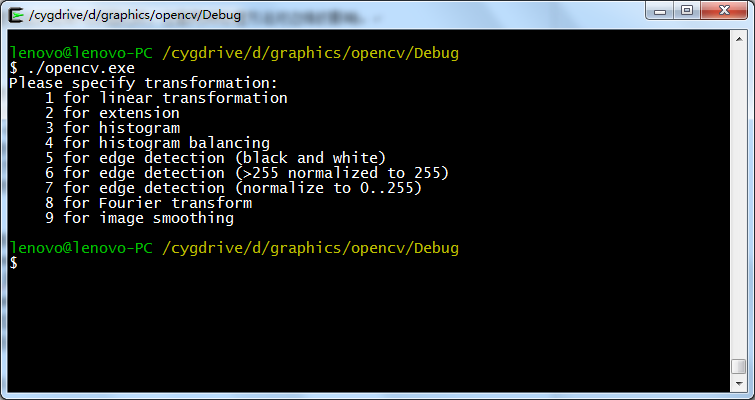 /cygdrive/d/graphics/opencv/Debug
lenovo@lenovo-PC /cygdrive/d/graphics/opencv/Debug
$ ./opencv.exe
Please specify transformation:
    1 for linear transformation
    2 for extension
    3 for histogram
    4 for histogram balancing
    5 for edge detection (black and white)
    6 for edge detection (>255 normalized to 255)
    7 for edge detection (normalize to 0..255)
    8 for Fourier transform
    9 for image smoothing
lenovo@lenovo-PC /cygdrive/d/graphics/opencv/Debug
$